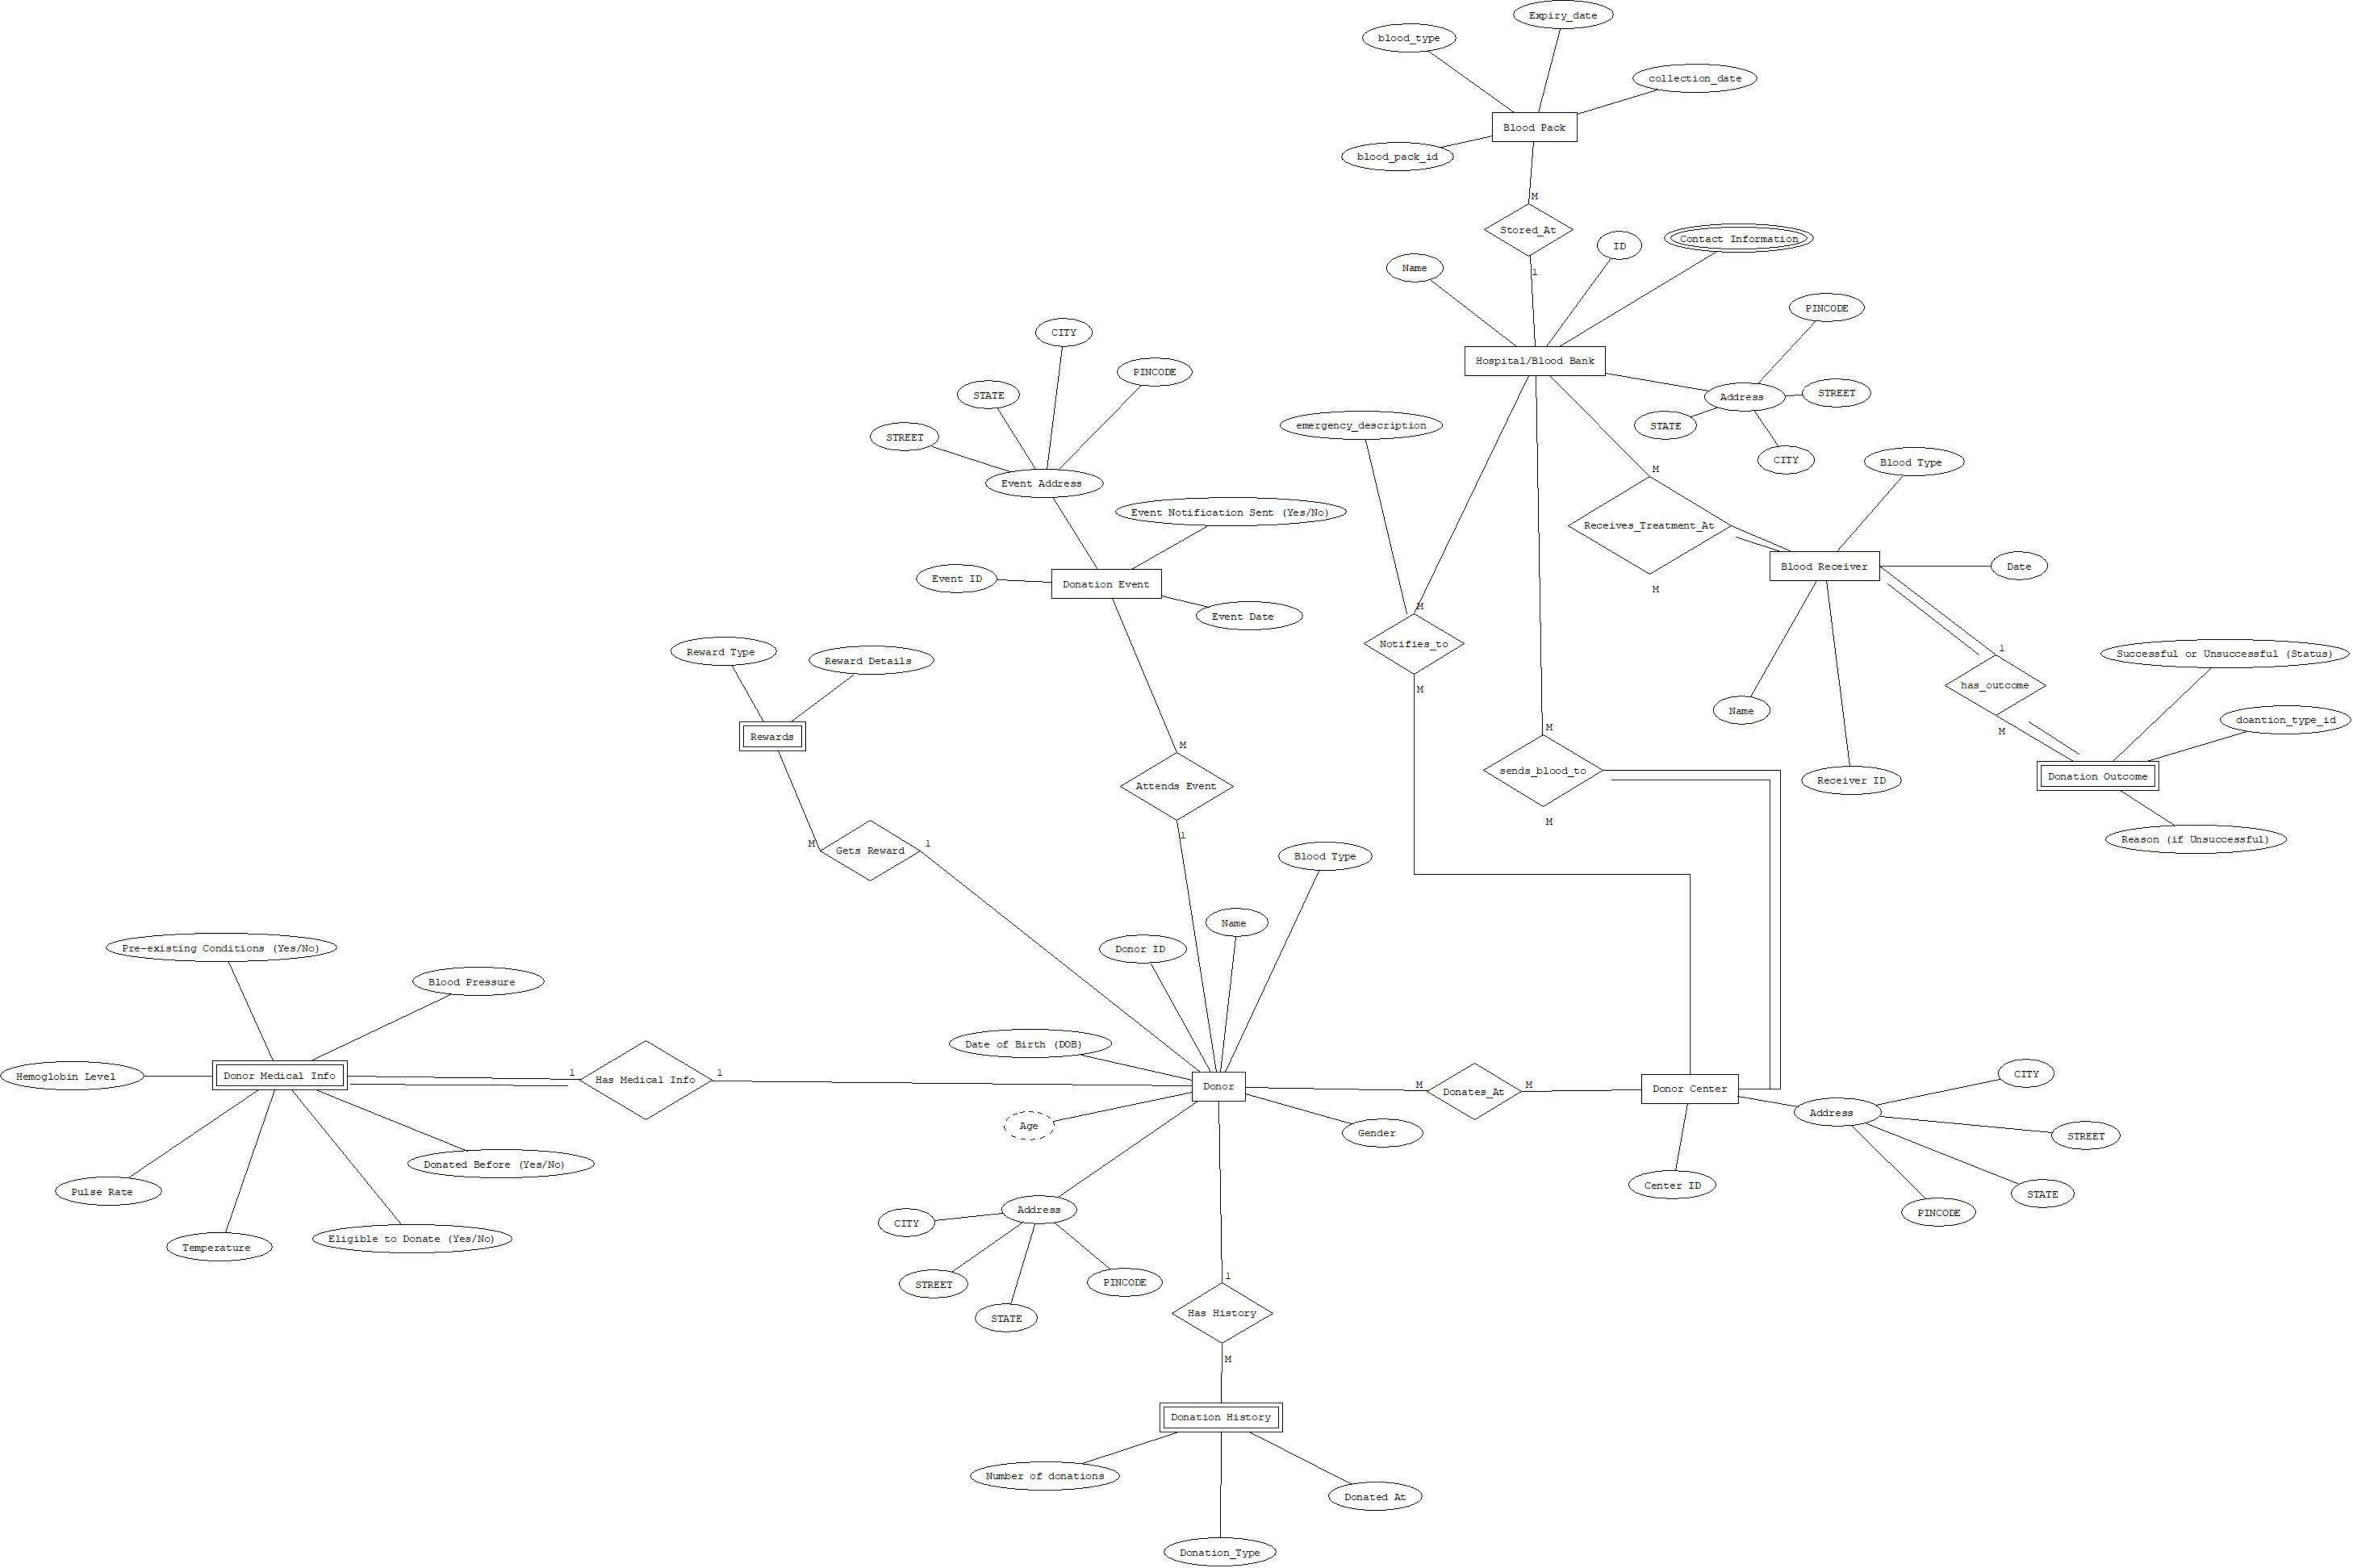 Expiry_date
blood_type
collection_date
Blood Pack
blood_pack_id
M
Stored_At
1
ID
Contact Information
Name
PINCODE
Hospital/Blood Bank
Address
STREET
STATE
CITY
CITY
PINCODE
STATE
STREET
Event Address
emergency_description
Blood Type
M
Receives_Treatment_At
M
Blood Receiver
Date
Event Notification Sent (Yes/No)
Event ID
Donation Event
Event Date
M
Notifies_to
M
Name
Receiver ID
1
has_outcome
M
Successful or Unsuccessful (Status)
doantion_type_id
Donation Outcome
Reason (if Unsuccessful)
Reward Type
Reward Details
Rewards
M
Gets Reward
1
M
Attends Event
1
M
sends_blood_to
M
Blood Type
Name
Donor ID
Date of Birth (DOB)
Pre-existing Conditions (Yes/No)
Blood Pressure
Hemoglobin Level
Donor Medical Info
1
Has Medical Info
1
Donor
M
Donates_At
M
Donor Center
Address
CITY
STREET
STATE
PINCODE
Center ID
Age
Gender
Donated Before (Yes/No)
Pulse Rate
Temperature
Eligible to Donate (Yes/No)
Address
CITY
STREET
STATE
PINCODE
1
Has History
M
Donation History
Number of donations
Donated At
Donation_Type